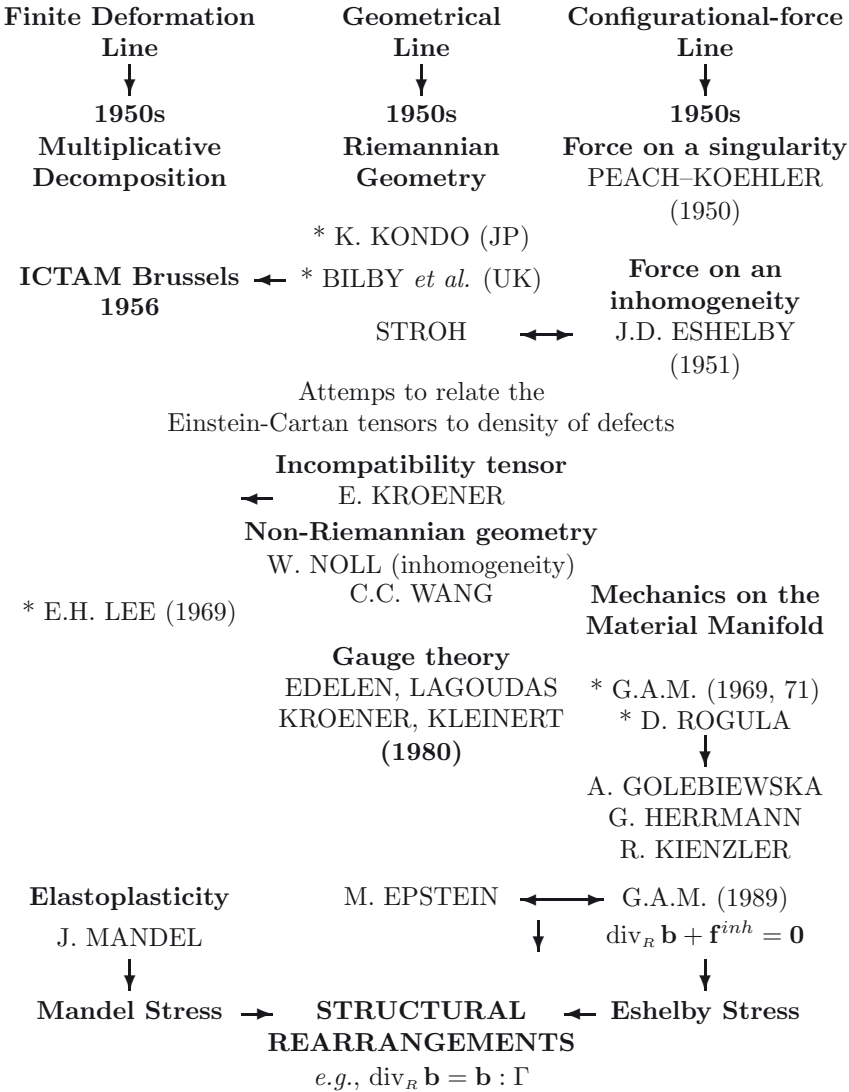 Finite Deformation
Line
Geometrical
Line
Configurational-force
Line
1950s
Multiplicative
Decomposition
1950s
Riemannian
Geometry
1950s
Force on a singularity
PEACH–KOEHLER
(1950)
* K. KONDO (JP)
ICTAM Brussels
1956
* BILBY et al. (UK)
Force on an
inhomogeneity
STROH
J.D. ESHELBY
(1951)
Attemps to relate the
Einstein-Cartan tensors to density of defects
Incompatibility tensor
E. KROENER
Non-Riemannian geometry
W. NOLL (inhomogeneity)
C.C. WANG
* E.H. LEE (1969)
Mechanics on the
Material Manifold
Gauge theory
EDELEN, LAGOUDAS
KROENER, KLEINERT
(1980)
* G.A.M. (1969, 71)
* D. ROGULA
A. GOLEBIEWSKA
G. HERRMANN
R. KIENZLER
Elastoplasticity
J. MANDEL
M. EPSTEIN
G.A.M. (1989)
div_R b + f^{inh} = 0
Mandel Stress
STRUCTURAL
REARRANGEMENTS
Eshelby Stress
e.g., div_R b = b : Γ